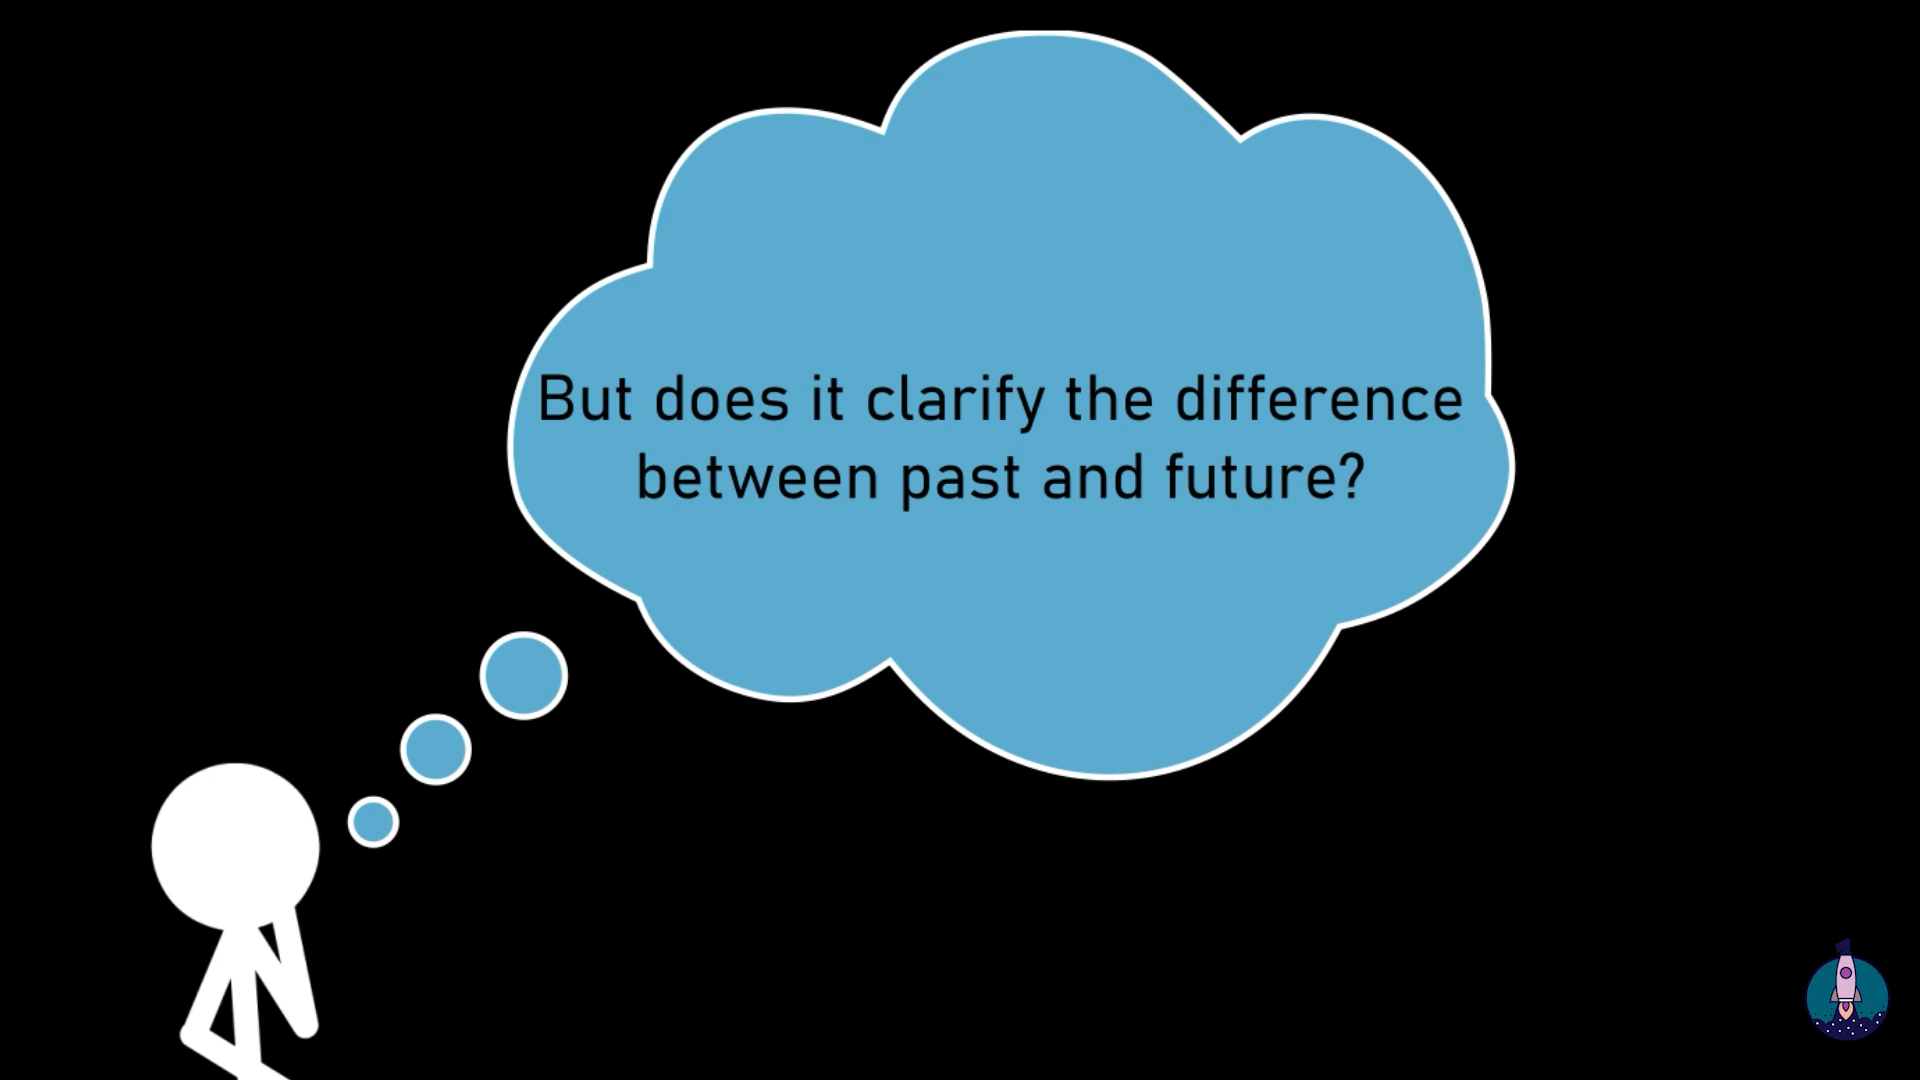 But does it clarify the difference
between past and future?